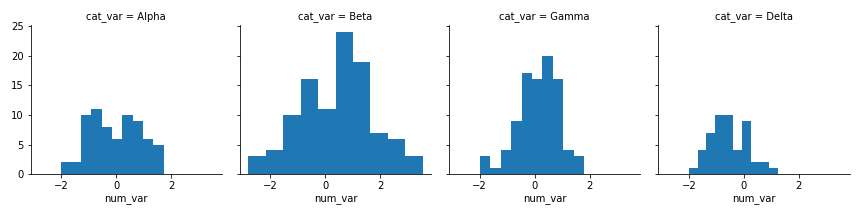 cat_var = Alpha
cat_var = Beta
cat_var = Gamma
cat_var = Delta
25
20
15
10
5
0
−2 0 2
−2 0 2
−2 0 2
−2 0 2
num_var
num_var
num_var
num_var